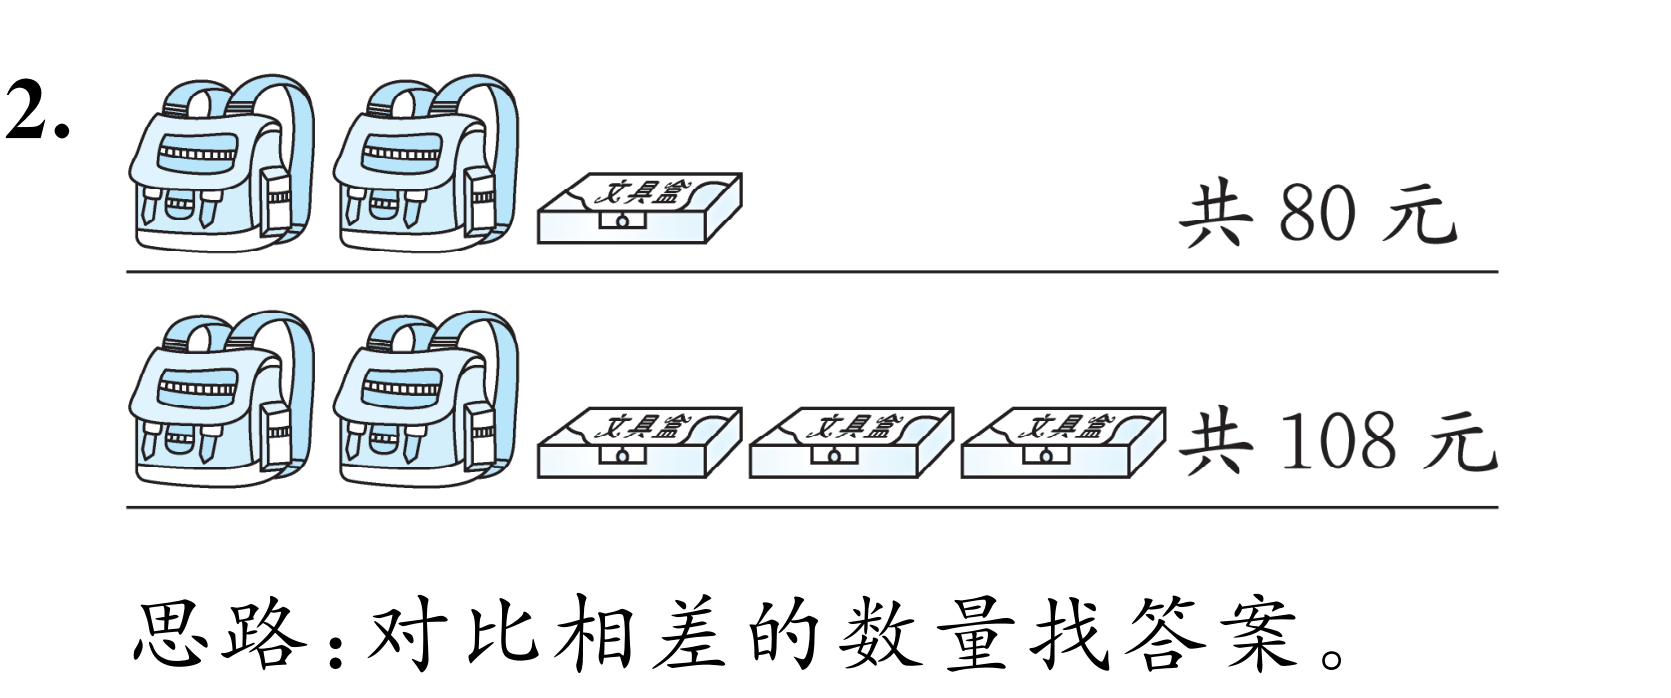 2.
文具盒 共 80 元
文具盒 文具盒 文具盒 共 108 元
思路：对比相差的数量找答案。